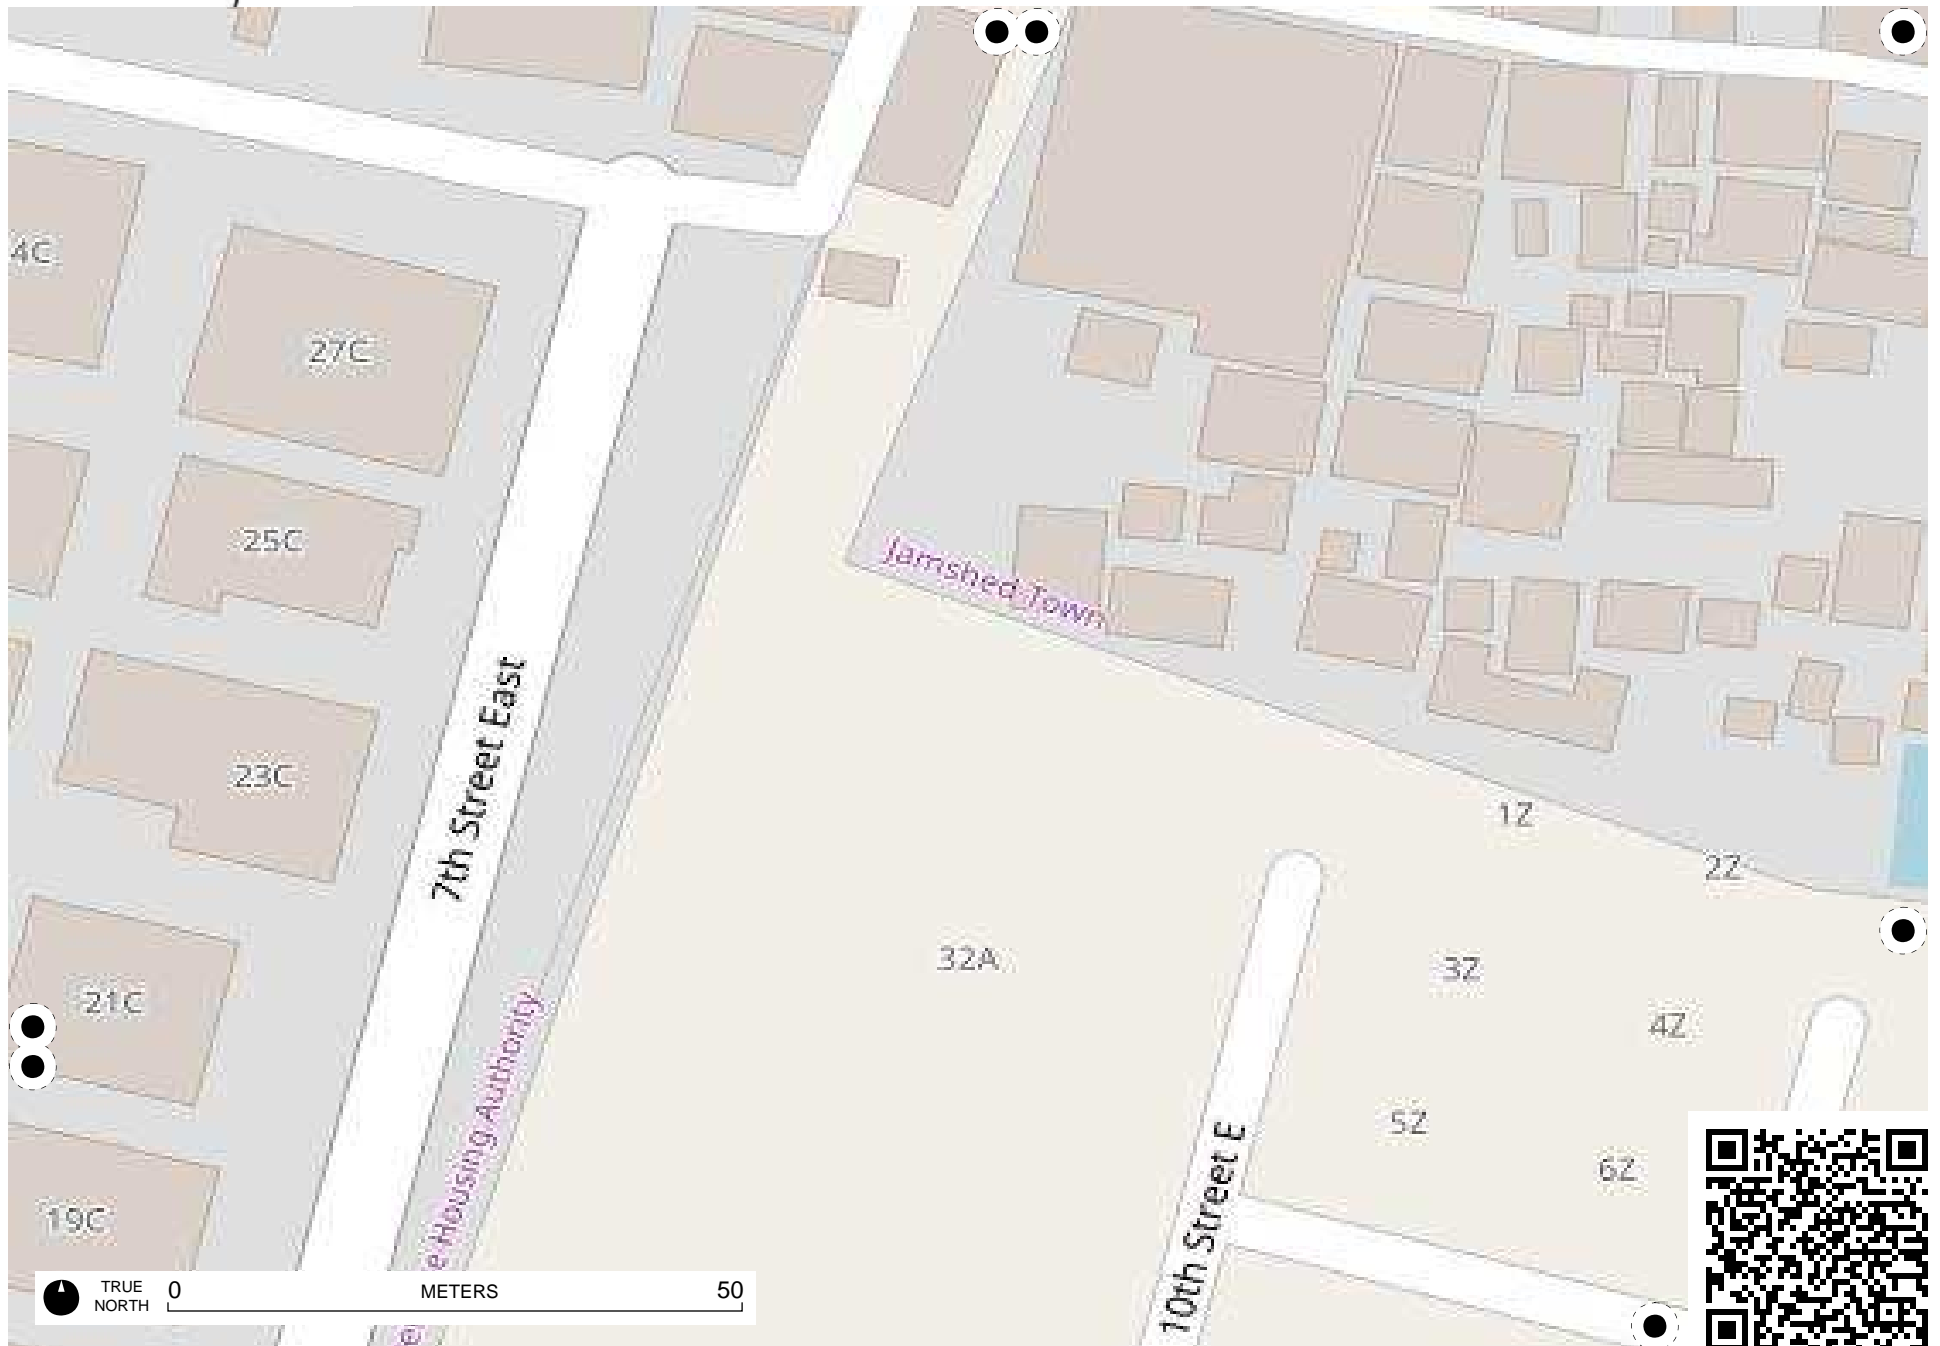 4C
27C
25C
Jamshed Town
7th Street East
23C
1Z
2Z
32A
3Z
21C
4Z
e Housing Authority
5Z
6Z
10th Street E
19C
TRUE
NORTH
0 METERS 50